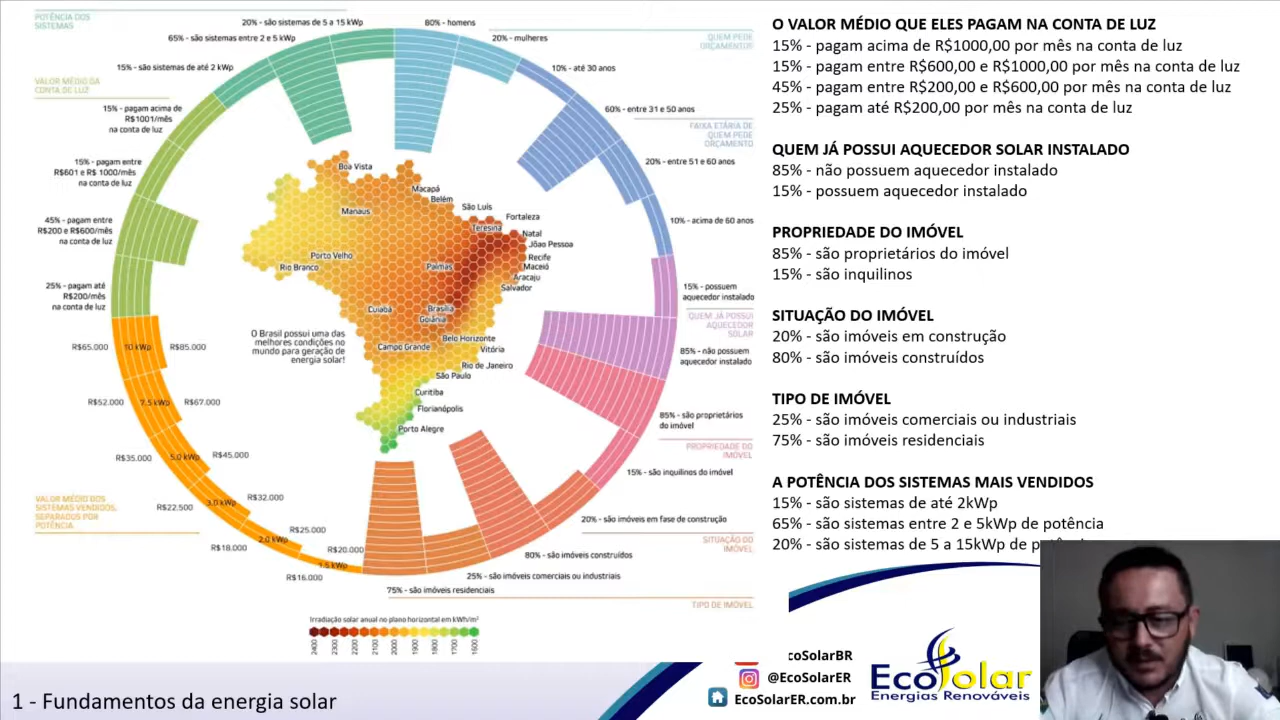 POTÊNCIA DOS
SISTEMAS
20% - são sistemas de 5 a 15 kWp
65% - são sistemas entre 2 e 5 kWp
15% - são sistemas de até 2 kWp
VALOR MÉDIO DA
CONTA DE LUZ
15% - pagam acima de
R$1001/mês
na conta de luz
15% - pagam entre
R$601 e R$ 1000/mês
na conta de luz
45% - pagam entre
R$200 e R$600/mês
na conta de luz
25% - pagam até
R$200/mês
na conta de luz
R$65.000
10 kWp
R$85.000
R$52.000
7.5 kWp
R$67.000
R$35.000
5.0 kWp
R$45.000
R$22.500
3.0 kWp
R$32.000
VALOR MÉDIO DOS
SISTEMAS VENDIDOS,
SEPARADOS POR
POTÊNCIA
R$18.000
2.0 kWp
R$25.000
R$16.000
1.5 kWp
R$20.000
80% - homens
20% - mulheres
QUEM PEDE
ORÇAMENTOS
10% - até 30 anos
60% - entre 31 e 50 anos
FAIXA ETÁRIA DE
QUEM PEDE
ORÇAMENTO
20% - entre 51 e 60 anos
10% - acima de 60 anos
15% - possuem
aquecedor instalado
QUEM JÁ POSSUI
AQUECEDOR
SOLAR
85% - não possuem
aquecedor instalado
85% - são proprietários
do imóvel
PROPRIEDADE DO
IMÓVEL
15% - são inquilinos do imóvel
20% - são imóveis em fase de construção
SITUAÇÃO DO
IMÓVEL
80% - são imóveis construídos
25% - são imóveis comerciais ou industriais
75% - são imóveis residenciais
TIPO DE IMÓVEL
Boa Vista
Macapá
Belém
São Luís
Manaus
Fortaleza
Teresina
Natal
Jõao Pessoa
Porto Velho
Recife
Rio Branco
Palmas
Maceió
Aracaju
Salvador
Cuiabá
Brasília
Goiânia
O Brasil possui uma das
melhores condições no
mundo para geração de
energia solar!
Belo Horizonte
Campo Grande
Vitória
Rio de Janeiro
São Paulo
Curitiba
Florianópolis
Porto Alegre
Irradiação solar anual no plano horizontal em kWh/m²
2400
2300
2200
2100
2000
1900
1800
1700
1600
O VALOR MÉDIO QUE ELES PAGAM NA CONTA DE LUZ
15% - pagam acima de R$1000,00 por mês na conta de luz
15% - pagam entre R$600,00 e R$1000,00 por mês na conta de luz
45% - pagam entre R$200,00 e R$600,00 por mês na conta de luz
25% - pagam até R$200,00 por mês na conta de luz
QUEM JÁ POSSUI AQUECEDOR SOLAR INSTALADO
85% - não possuem aquecedor instalado
15% - possuem aquecedor instalado
PROPRIEDADE DO IMÓVEL
85% - são proprietários do imóvel
15% - são inquilinos
SITUAÇÃO DO IMÓVEL
20% - são imóveis em construção
80% - são imóveis construídos
TIPO DE IMÓVEL
25% - são imóveis comerciais ou industriais
75% - são imóveis residenciais
A POTÊNCIA DOS SISTEMAS MAIS VENDIDOS
15% - são sistemas de até 2kWp
65% - são sistemas entre 2 e 5kWp de potência
20% - são sistemas de 5 a 15kWp de
1 - Fundamentos da energia solar
coSolarBR
@EcoSolarER
EcoSolarER.com.br
EcoSolar
Energias Renováveis